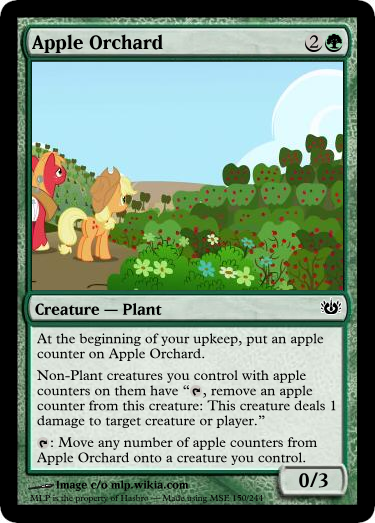 Apple Orchard 2
Creature — Plant
At the beginning of your upkeep, put an apple
counter on Apple Orchard.
Non-Plant creatures you control with apple
counters on them have “, remove an apple
counter from this creature: This creature deals 1
damage to target creature or player.”
: Move any number of apple counters from
Apple Orchard onto a creature you control.
0/3
Image c/o mlp.wikia.com
MLP is the property of Hasbro — Made using MSE 150/244